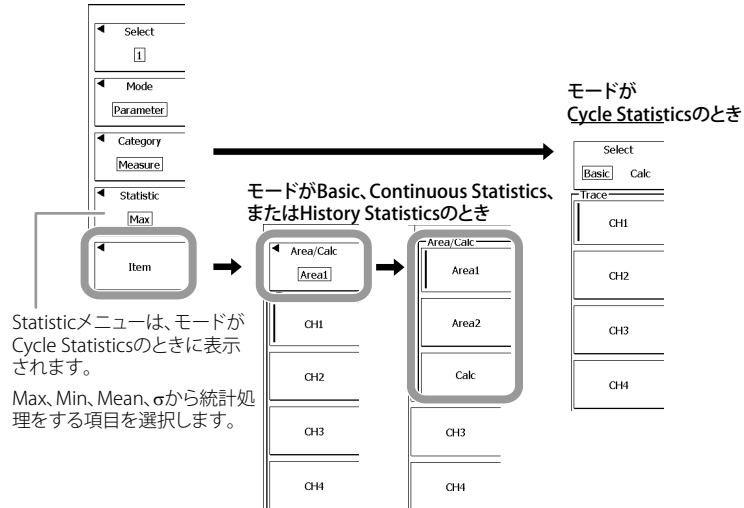 Select
1
Mode
Parameter
Category
Measure
Statistic
Max
Item
Statisticメニューは、モードが
Cycle Statisticsのときに表示
されます。
Max、Min、Mean、σから統計処
理をする項目を選択します。
モードがBasic、Continuous Statistics、
またはHistory Statisticsのとき
Area/Calc
Area1
CH1
CH2
CH3
CH4
Area/Calc
Area1
Area2
Calc
CH3
CH4
モードが
Cycle Statisticsのとき
Select
Basic Calc
Trace
CH1
CH2
CH3
CH4